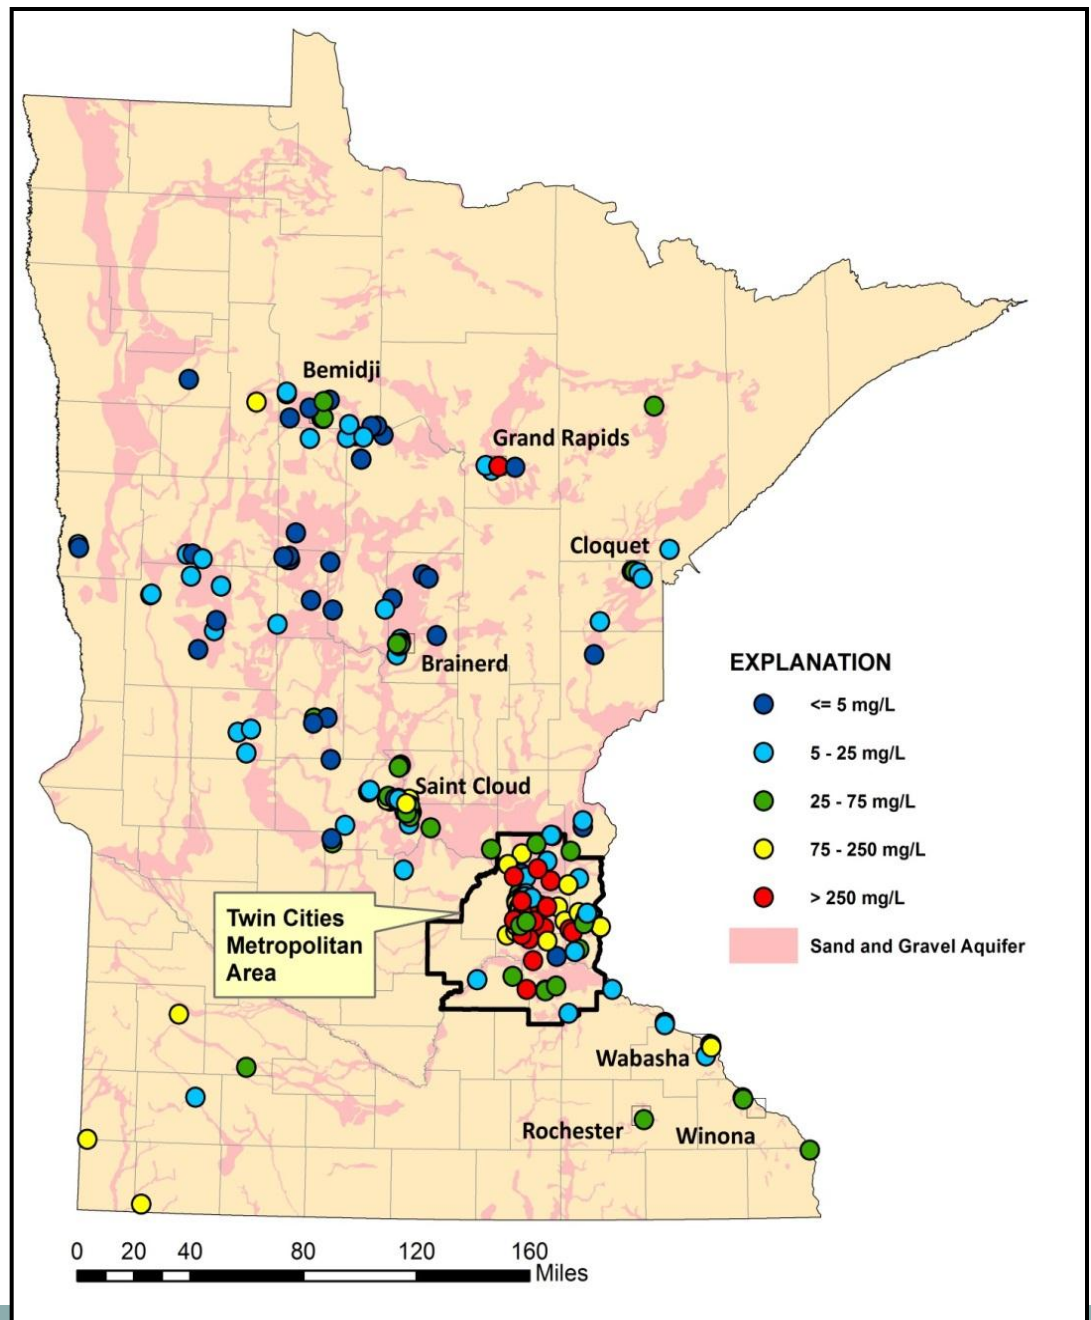 Bemidji
Grand Rapids
Cloquet
Brainerd
EXPLANATION
<= 5 mg/L
5 - 25 mg/L
25 - 75 mg/L
75 - 250 mg/L
> 250 mg/L
Sand and Gravel Aquifer
Saint Cloud
Twin Cities
Metropolitan
Area
Wabasha
Rochester
Winona
0 20 40 80 120 160
Miles